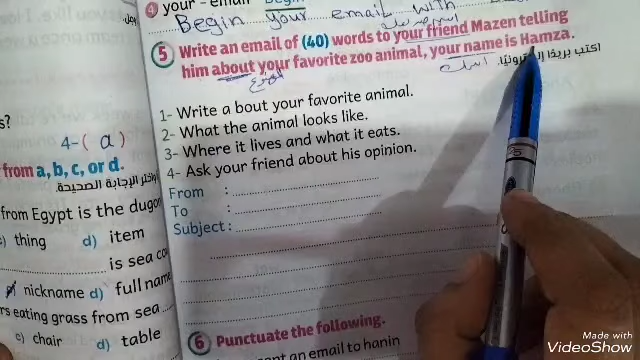 4 your - email
Begin your email with
5 Write an email of (40) words to your friend Mazen telling
him about your favorite zoo animal, your name is Hamza.
1- Write a bout your favorite animal.
2- What the animal looks like.
3- Where it lives and what it eats.
4- Ask your friend about his opinion.
From :
To :
Subject :
6 Punctuate the following.
ent an email to hanin
s?
4-( a )
from a, b, c, or d.
اختر الإجابة الصحيحة
from Egypt is the dugon
c) thing d) item
is sea co
nickname d) full name
rs eating grass from sea
c) chair d) table
Made with
VideoShow